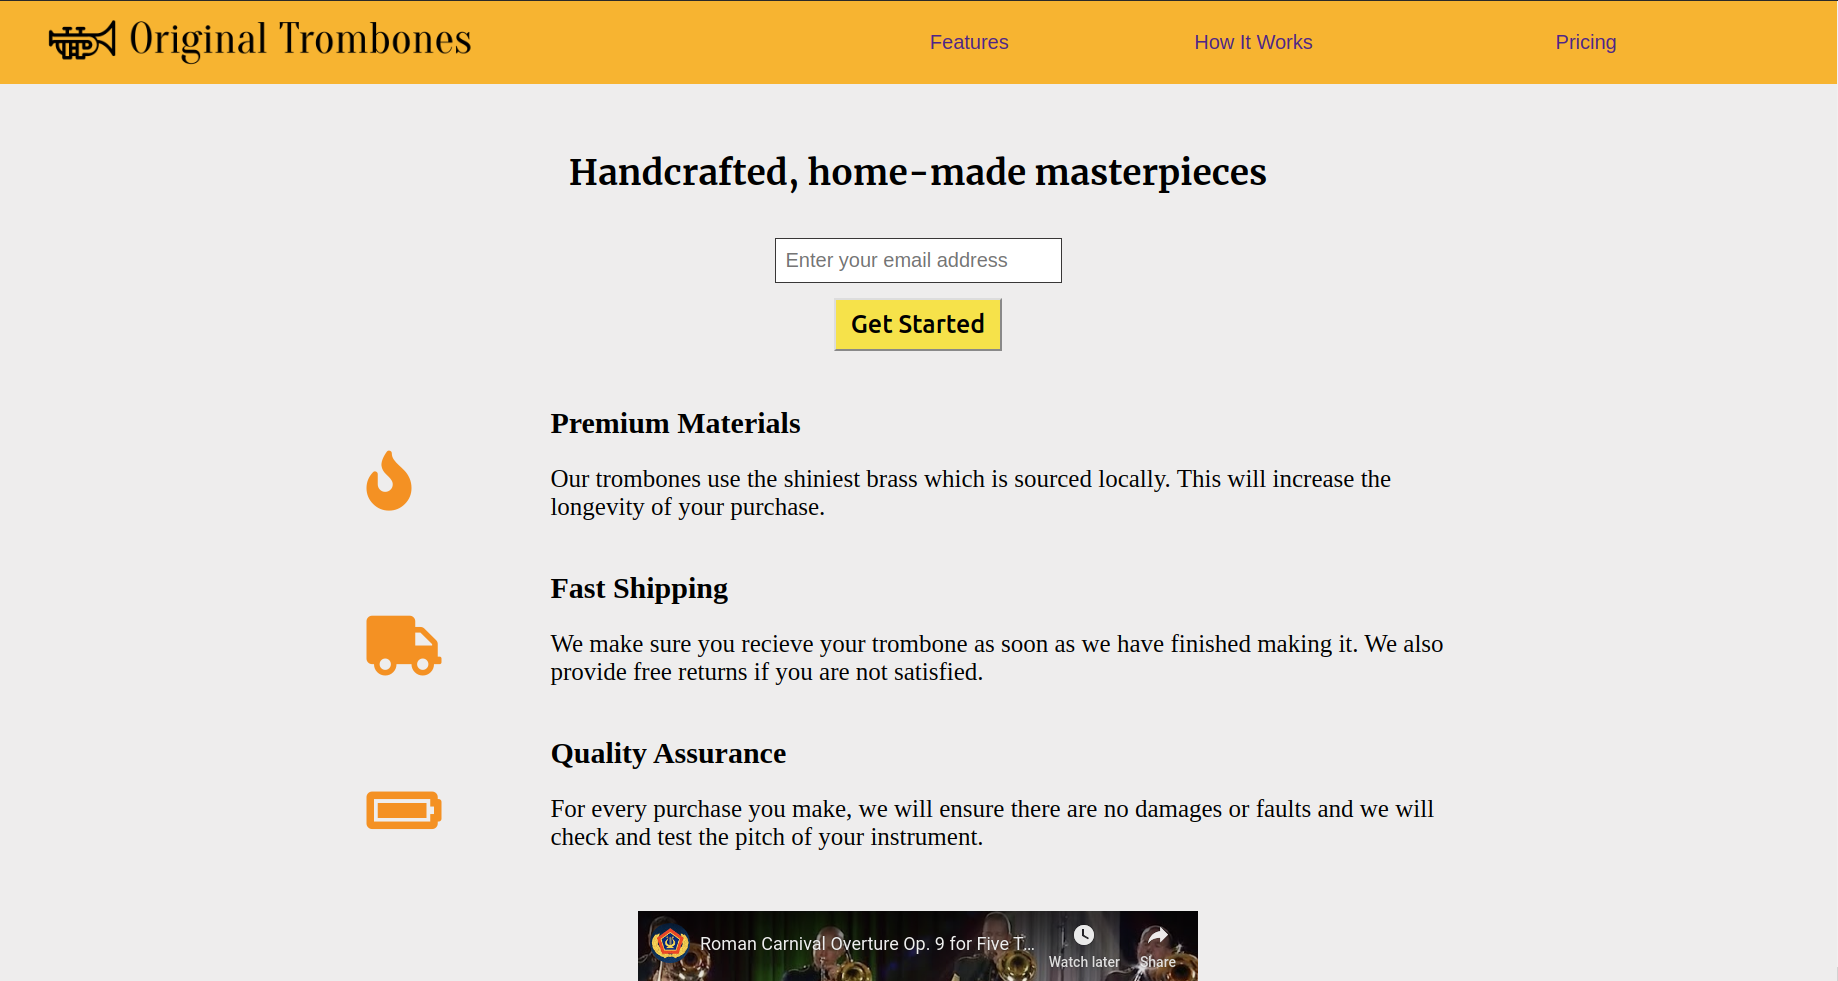 Original Trombones
Features
How It Works
Pricing
Handcrafted, home-made masterpieces
Enter your email address
Get Started
Premium Materials
Our trombones use the shiniest brass which is sourced locally. This will increase the
longevity of your purchase.
Fast Shipping
We make sure you recieve your trombone as soon as we have finished making it. We also
provide free returns if you are not satisfied.
Quality Assurance
For every purchase you make, we will ensure there are no damages or faults and we will
check and test the pitch of your instrument.
Roman Carnival Overture Op. 9 for Five T...
Watch later
Share